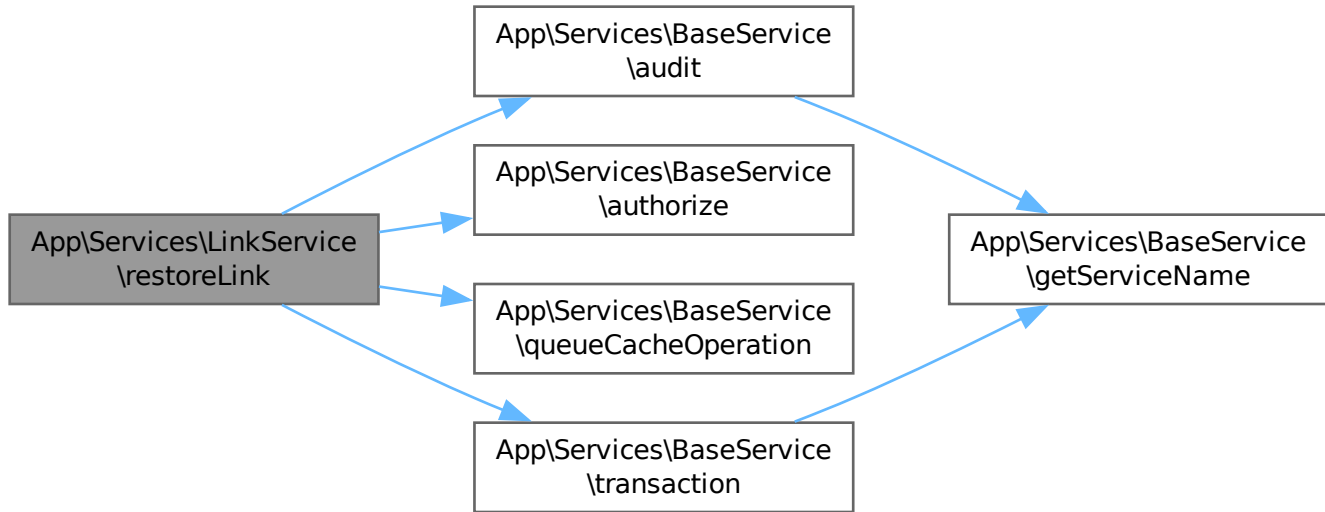 App\Services\LinkService
\restoreLink
App\Services\BaseService
\audit
App\Services\BaseService
\authorize
App\Services\BaseService
\queueCacheOperation
App\Services\BaseService
\transaction
App\Services\BaseService
\getServiceName